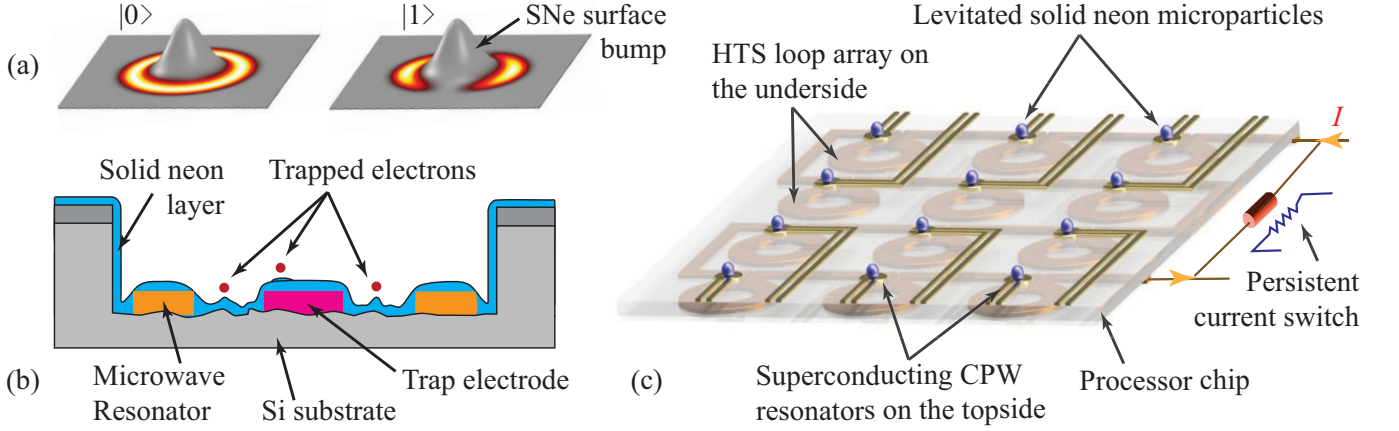 (a)
|0>
|1>
SNe surface
bump
Solid neon
layer
Trapped electrons
(b)
Microwave
Resonator
Si substrate
Trap electrode
Levitated solid neon microparticles
HTS loop array on
the underside
I
Persistent
current switch
(c)
Superconducting CPW
resonators on the topside
Processor chip